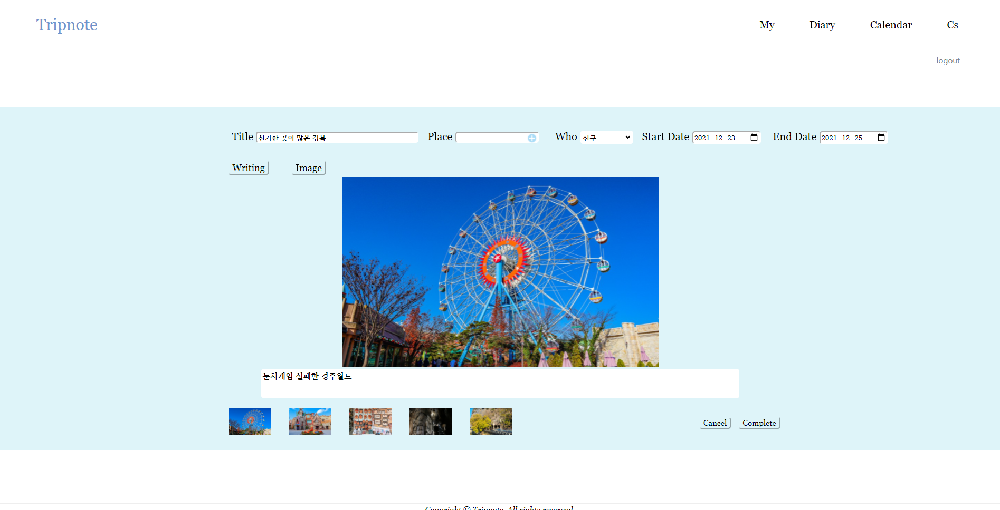 Tripnote
My Diary Calendar Cs
logout
Title 신기한 곳이 많은 경북 Place Who 친구 Start Date 2021-12-23 End Date 2021-12-25
Writing Image
눈치게임 실패한 경주월드
Cancel Complete
Copyright © Tripnote. All rights reserved.